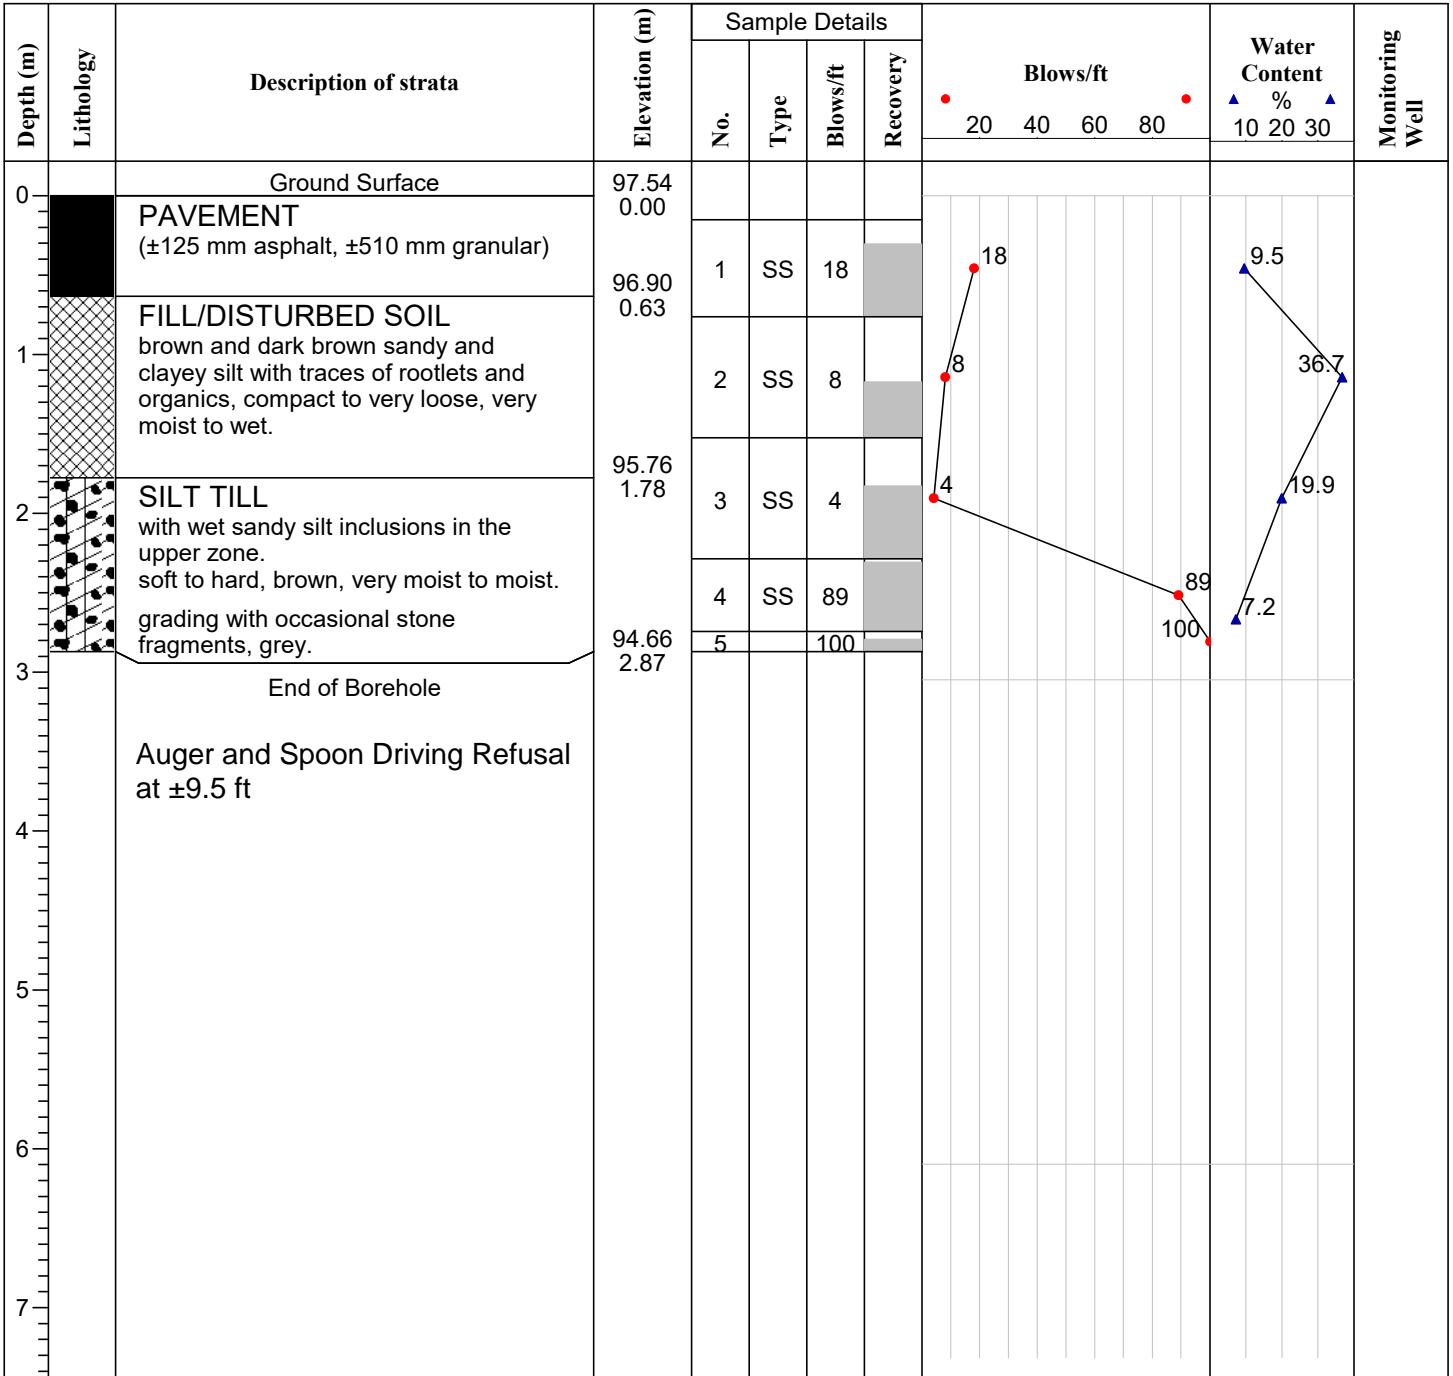 Depth (m)
Lithology
Description of strata
Elevation (m)
Sample Details
No.
Type
Blows/ft
Recovery
Blows/ft
20 40 60 80
Water
Content
%
10 20 30
Monitoring
Well
Ground Surface
97.54
0.00
0
PAVEMENT
(±125 mm asphalt, ±510 mm granular)
1 SS 18
18
9.5
96.90
0.63
FILL/DISTURBED SOIL
brown and dark brown sandy and
clayey silt with traces of rootlets and
organics, compact to very loose, very
moist to wet.
1
2 SS 8
8
36.7
95.76
1.78
SILT TILL
with wet sandy silt inclusions in the
upper zone.
soft to hard, brown, very moist to moist.
grading with occasional stone
fragments, grey.
2
3 SS 4
4
19.9
4 SS 89
89
7.2
94.66
2.87
5 100
100
3
End of Borehole
Auger and Spoon Driving Refusal
at ±9.5 ft
4
5
6
7